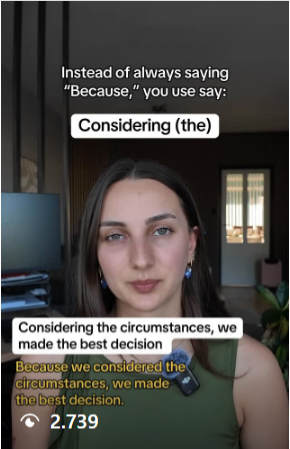 Instead of always saying
“Because,” you use say:
Considering (the)
Considering the circumstances, we
made the best decision
Because we considered the
circumstances, we made
the best decision.
2.739